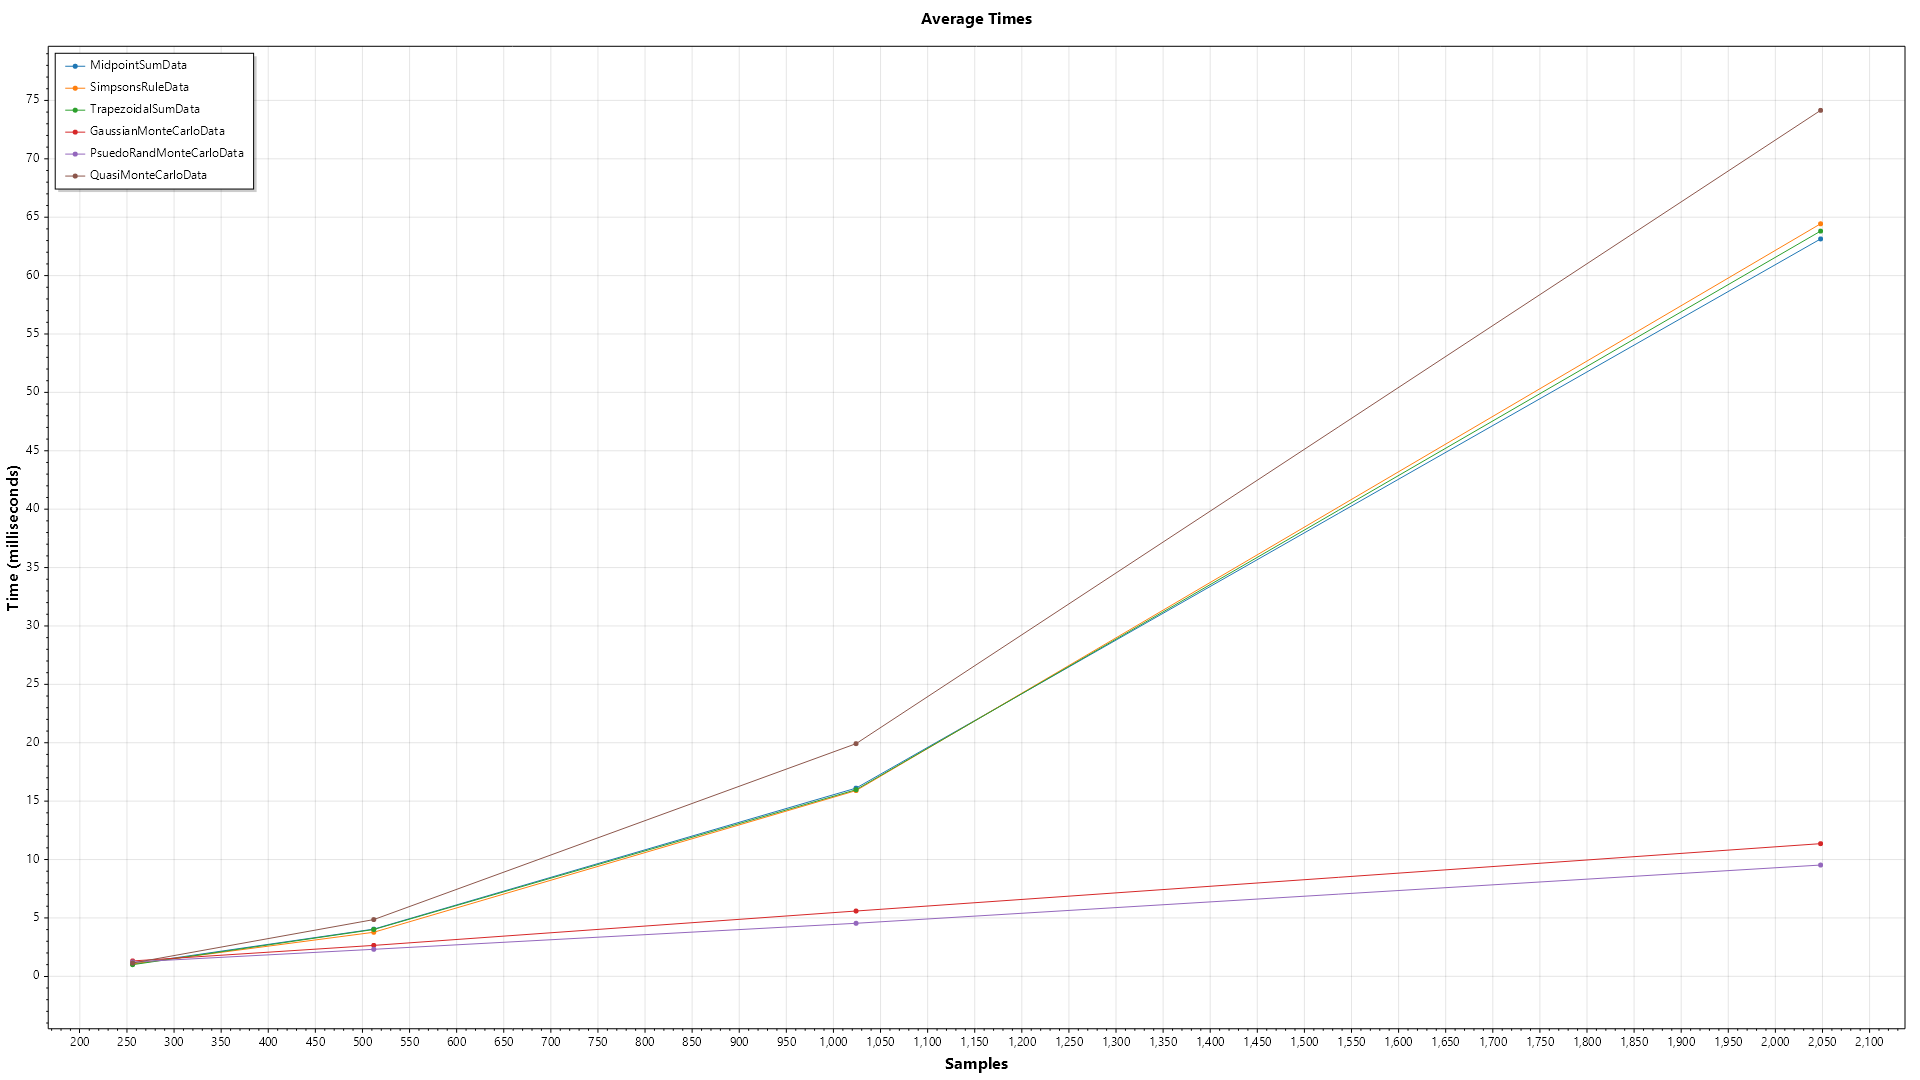 Average Times
MidpointSumData
SimpsonsRuleData
TrapezoidalSumData
GaussianMonteCarloData
PsuedoRandMonteCarloData
QuasiMonteCarloData
75
70
65
60
55
50
45
40
35
30
25
20
15
10
5
0
Time (milliseconds)
200 250 300 350 400 450 500 550 600 650 700 750 800 850 900 950 1,000 1,050 1,100 1,150 1,200 1,250 1,300 1,350 1,400 1,450 1,500 1,550 1,600 1,650 1,700 1,750 1,800 1,850 1,900 1,950 2,000 2,050 2,100
Samples